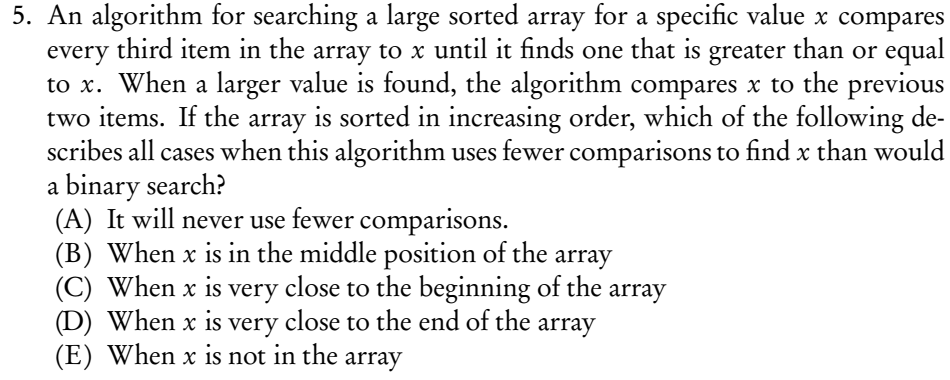 5. An algorithm for searching a large sorted array for a specific value x compares
every third item in the array to x until it finds one that is greater than or equal
to x. When a larger value is found, the algorithm compares x to the previous
two items. If the array is sorted in increasing order, which of the following de-
scribes all cases when this algorithm uses fewer comparisons to find x than would
a binary search?
(A) It will never use fewer comparisons.
(B) When x is in the middle position of the array
(C) When x is very close to the beginning of the array
(D) When x is very close to the end of the array
(E) When x is not in the array